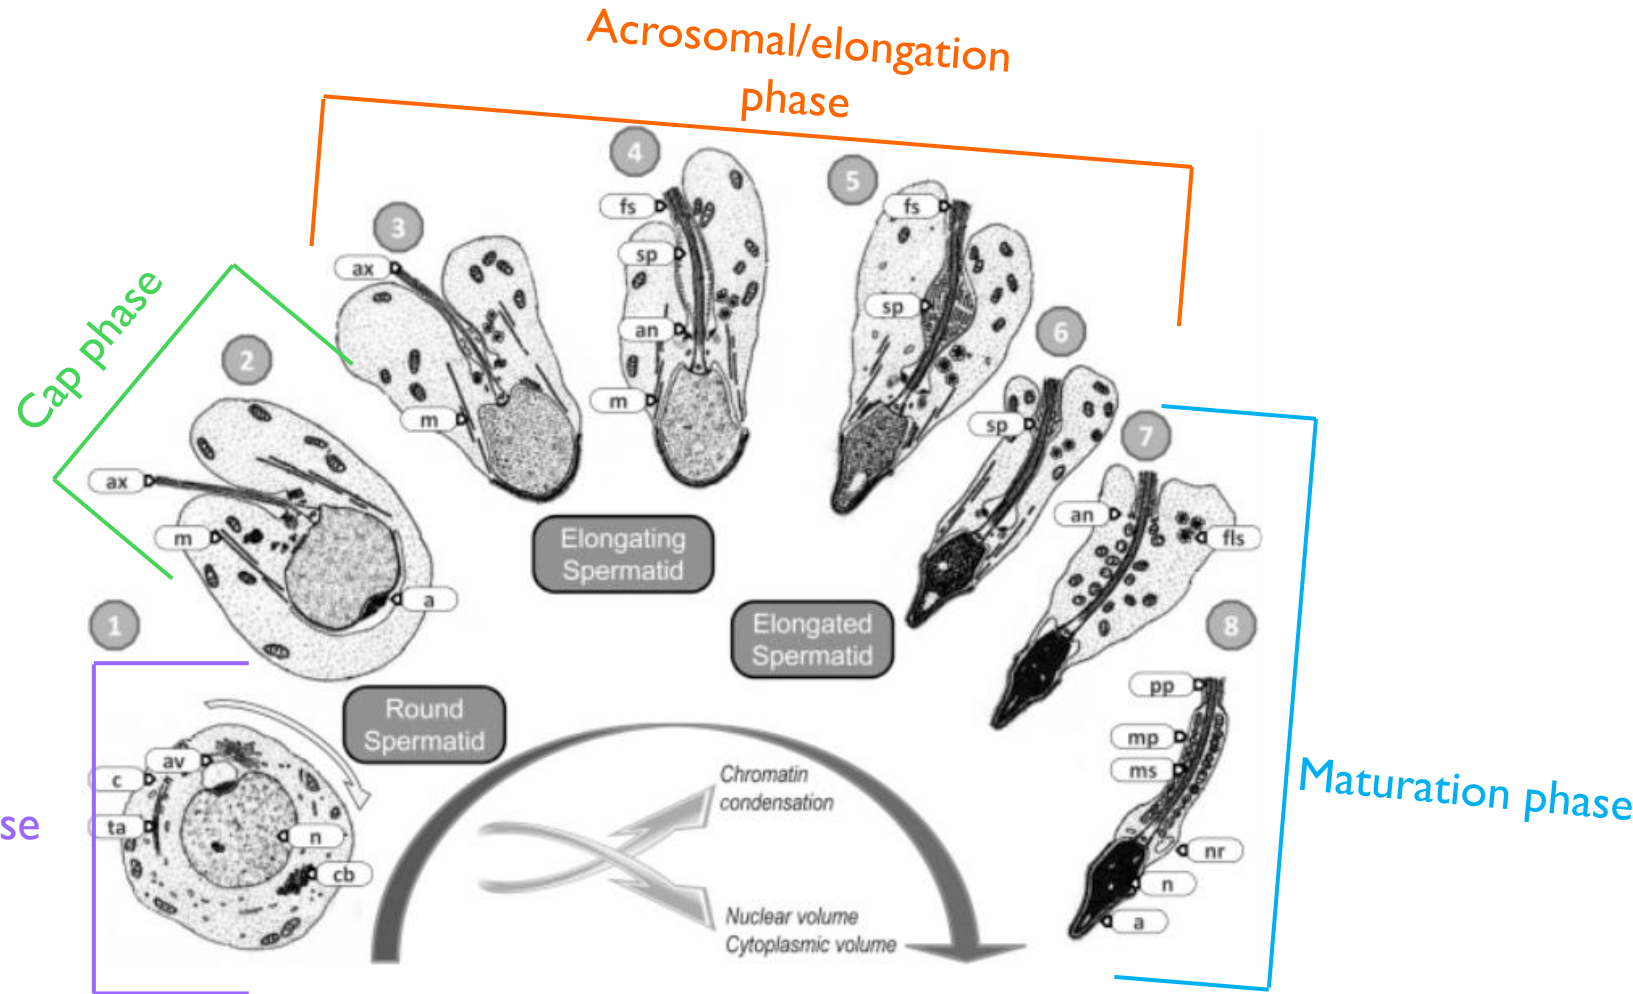 Acrosomal/elongation
phase
Cap phase
Maturation phase
se
1
av
c
ta
n
cb
2
ax
m
a
3
ax
m
4
fs
sp
an
m
5
fs
sp
6
sp
7
an
fls
8
pp
mp
ms
nr
n
a
Elongating
Spermatid
Elongated
Spermatid
Round
Spermatid
Chromatin
condensation
Nuclear volume
Cytoplasmic volume